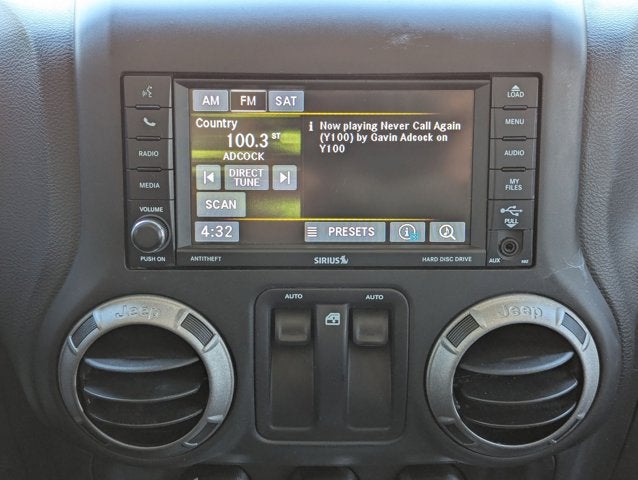 AM FM SAT
Country
100.3 ST
ADCOCK
DIRECT
TUNE
SCAN
4:32
i Now playing Never Call Again
(Y100) by Gavin Adcock on
Y100
PRESETS
RADIO
MEDIA
VOLUME
PUSH ON
LOAD
MENU
AUDIO
MY
FILES
PULL
AUX
ANTITHEFT
SIRIUS
HARD DISC DRIVE
Jeep
AUTO
AUTO
Jeep